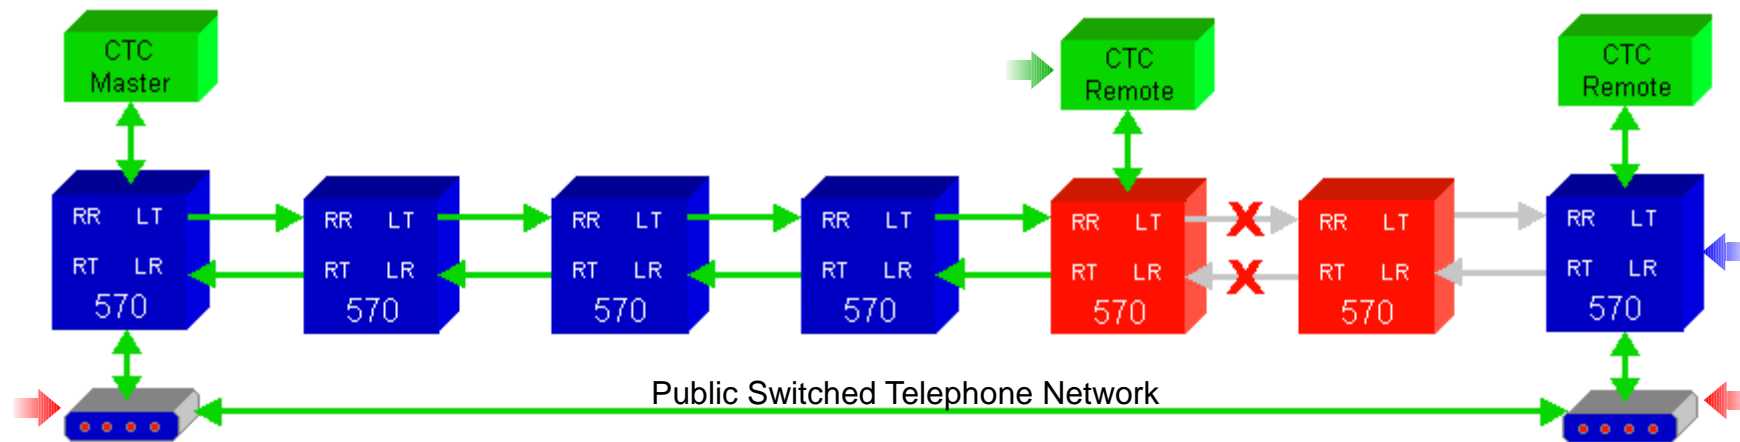 CTC
Master
CTC
Remote
CTC
Remote
RR LT
RT LR
570
RR LT
RT LR
570
RR LT
RT LR
570
RR LT
RT LR
570
RR LT
RT LR
570
RR LT
RT LR
570
RR LT
RT LR
570
X
X
Public Switched Telephone Network